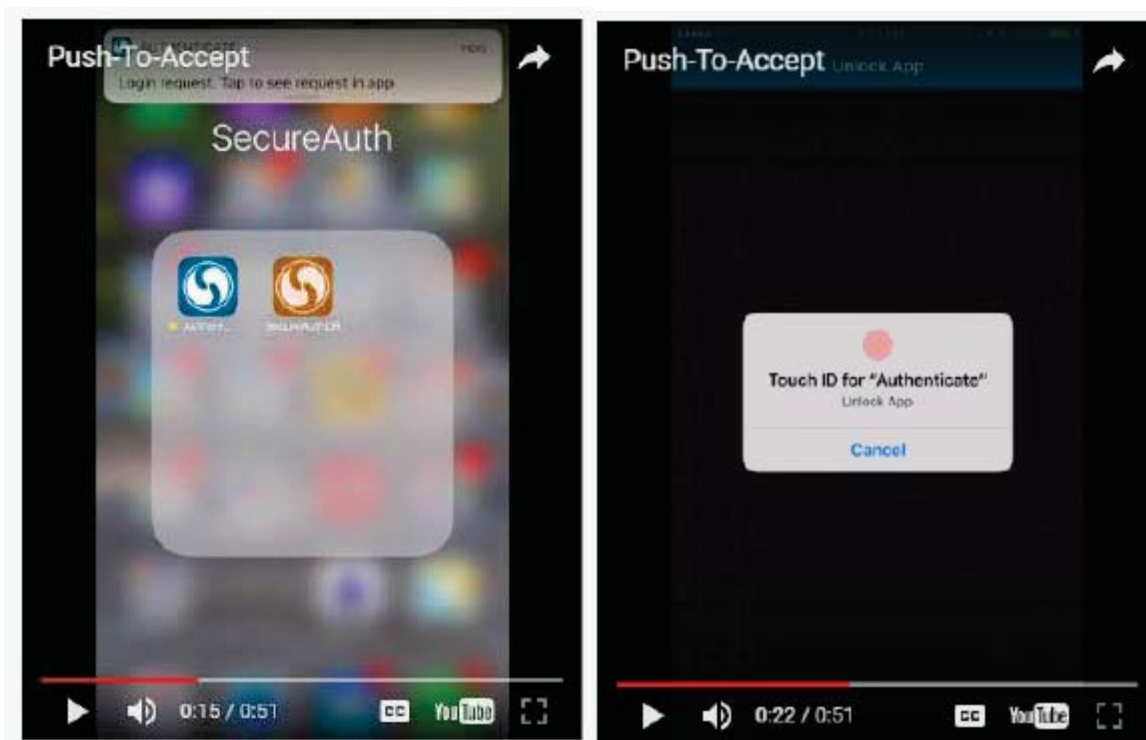 Push-To-Accept
Login request. Tap to see request in app
SecureAuth
0:15 / 0:51
CC
YouTube
Push-To-Accept
Unlock App
Touch ID for "Authenticate"
Unlock App
Cancel
0:22 / 0:51
CC
YouTube